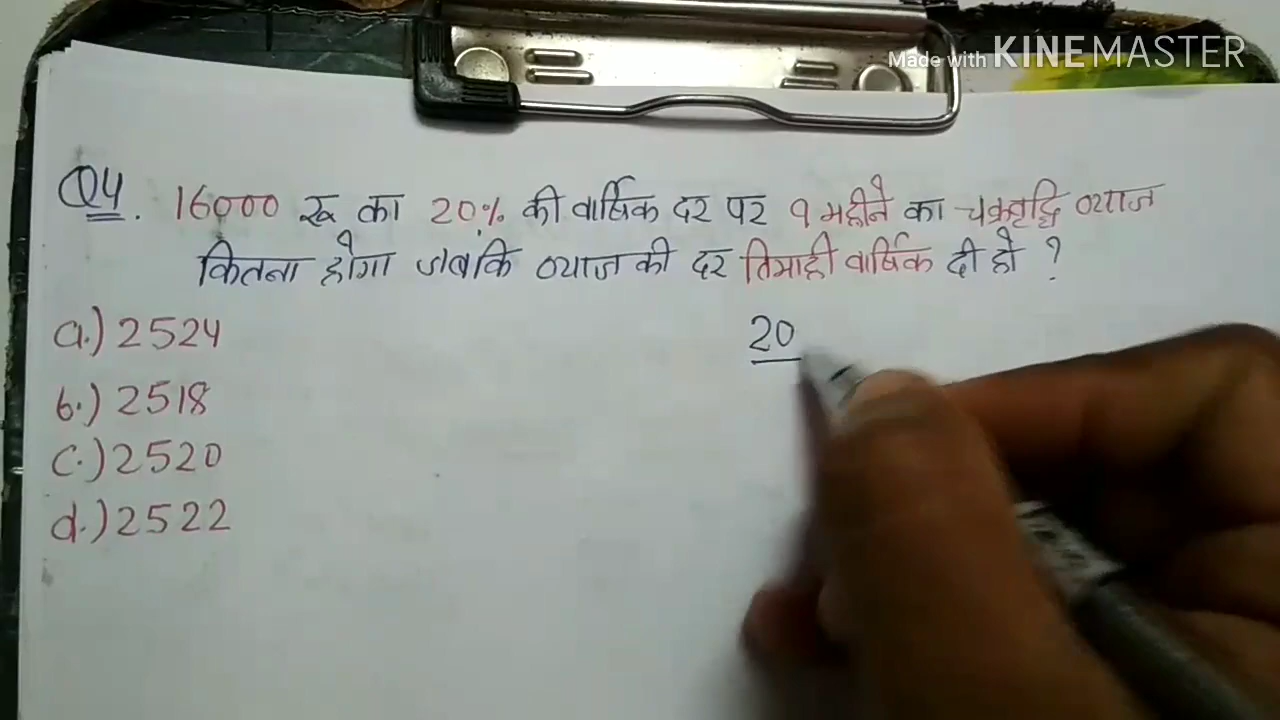 Made with KINEMASTER
Q4. 16000 रू का 20% की वार्षिक दर पर 9 महीने का चक्रवृद्धि व्याज
कितना होगा जबकि व्याज की दर तिमाही वार्षिक दी हो ?
a.) 2524
b.) 2518
c.) 2520
d.) 2522
20